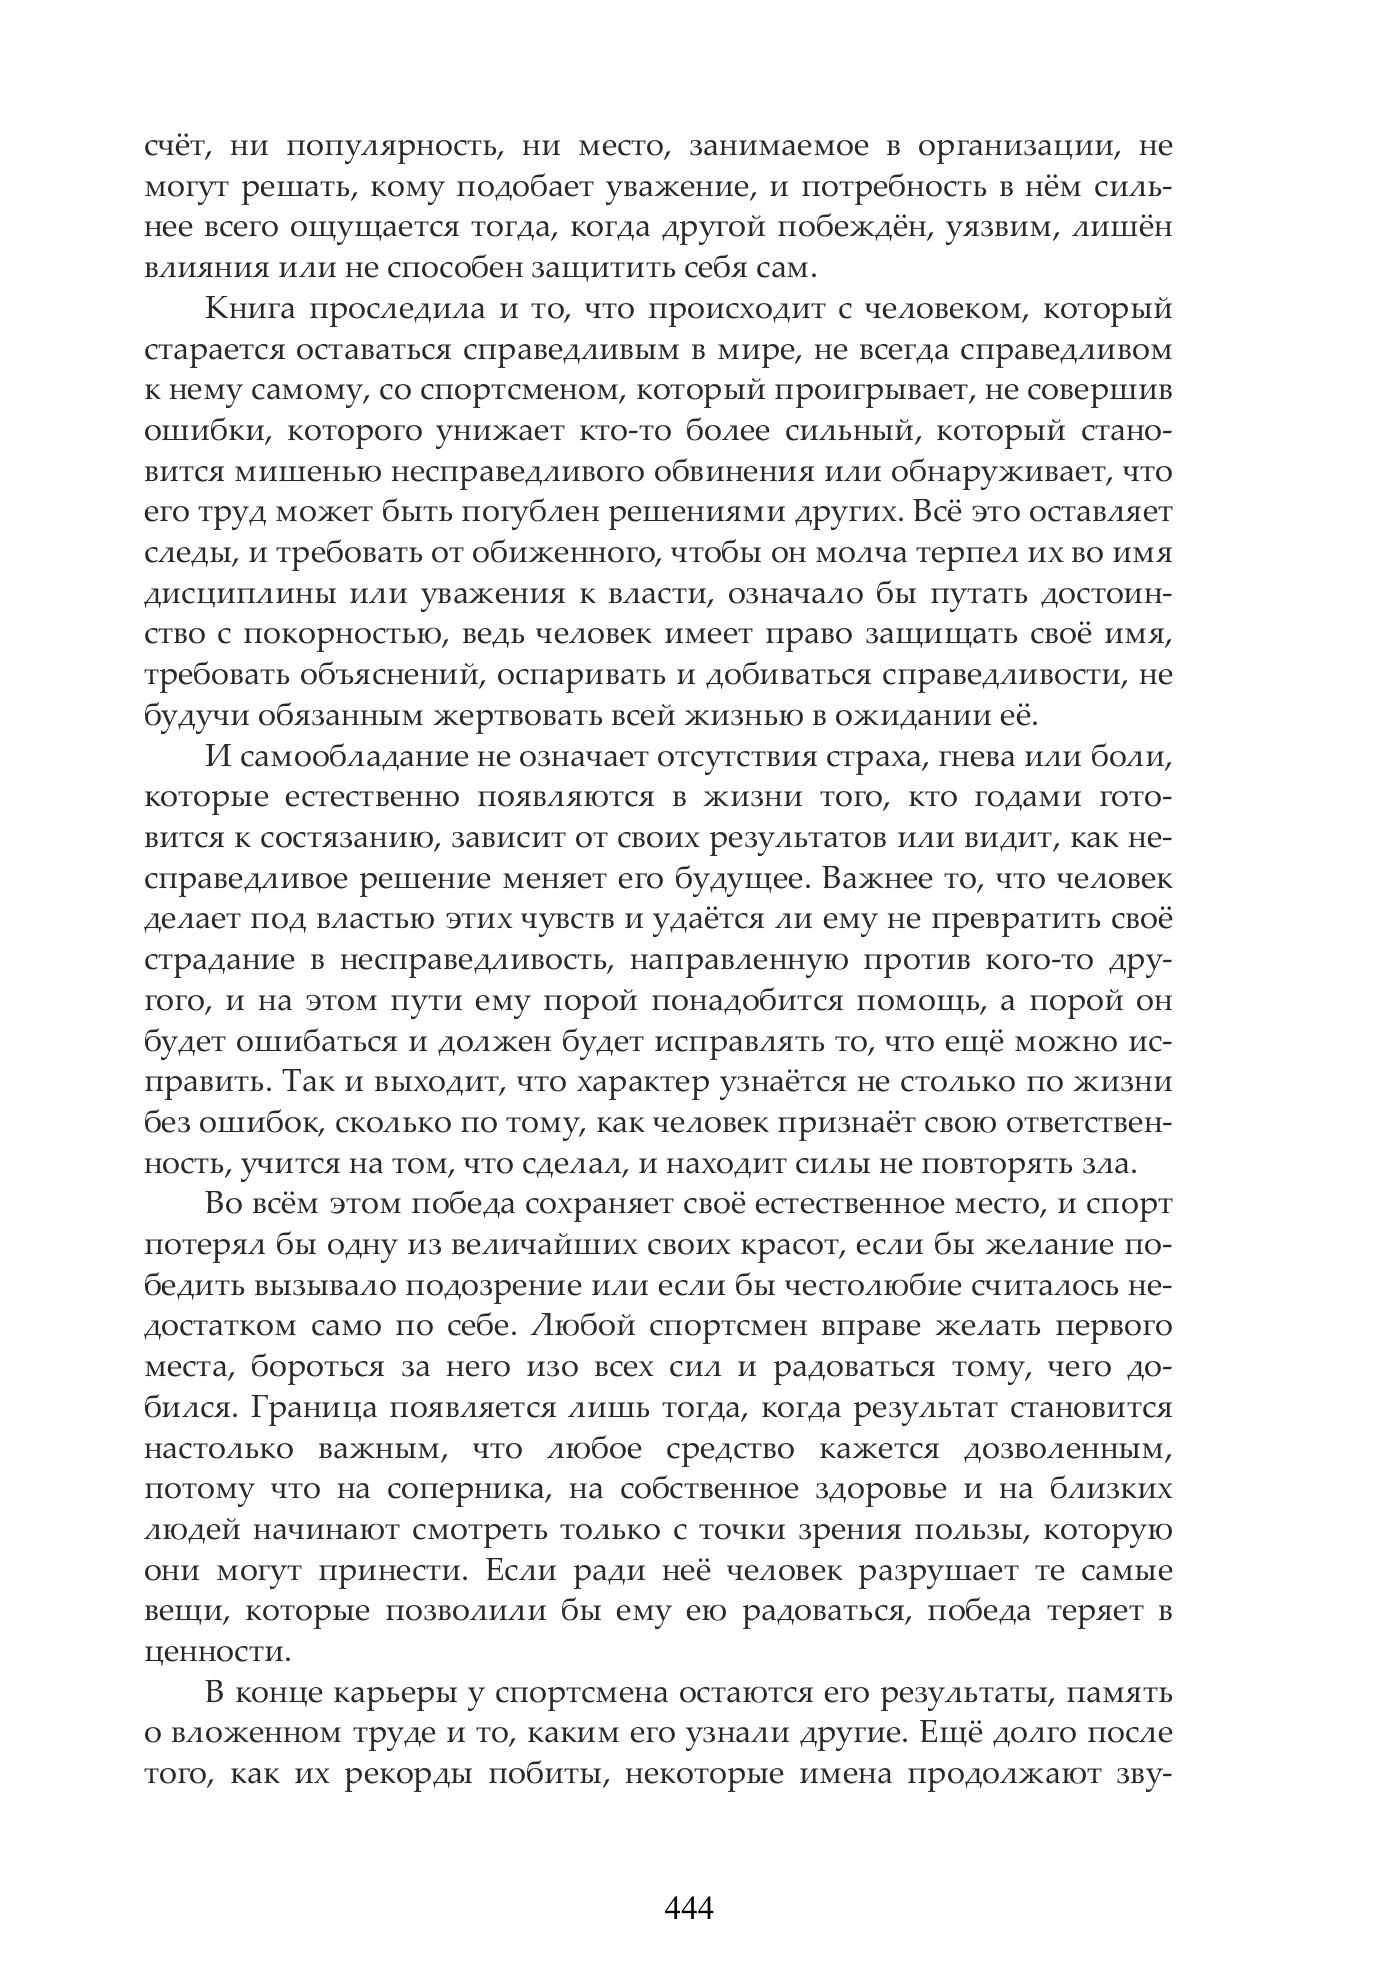 счёт, ни популярность, ни место, занимаемое в организации, не
могут решать, кому подобает уважение, и потребность в нём силь-
нее всего ощущается тогда, когда другой побеждён, уязвим, лишён
влияния или не способен защитить себя сам.
Книга проследила и то, что происходит с человеком, который
старается оставаться справедливым в мире, не всегда справедливом
к нему самому, со спортсменом, который проигрывает, не совершив
ошибки, которого унижает кто-то более сильный, который стано-
вится мишенью несправедливого обвинения или обнаруживает, что
его труд может быть погублен решениями других. Всё это оставляет
следы, и требовать от обиженного, чтобы он молча терпел их во имя
дисциплины или уважения к власти, означало бы путать достоин-
ство с покорностью, ведь человек имеет право защищать своё имя,
требовать объяснений, оспаривать и добиваться справедливости, не
будучи обязанным жертвовать всей жизнью в ожидании её.
И самообладание не означает отсутствия страха, гнева или боли,
которые естественно появляются в жизни того, кто годами гото-
вится к состязанию, зависит от своих результатов или видит, как не-
справедливое решение меняет его будущее. Важнее то, что человек
делает под властью этих чувств и удаётся ли ему не превратить своё
страдание в несправедливость, направленную против кого-то дру-
гого, и на этом пути ему порой понадобится помощь, а порой он
будет ошибаться и должен будет исправлять то, что ещё можно ис-
править. Так и выходит, что характер узнаётся не столько по жизни
без ошибок, сколько по тому, как человек признаёт свою ответствен-
ность, учится на том, что сделал, и находит силы не повторять зла.
Во всём этом победа сохраняет своё естественное место, и спорт
потерял бы одну из величайших своих красот, если бы желание по-
бедить вызывало подозрение или если бы честолюбие считалось не-
достатком само по себе. Любой спортсмен вправе желать первого
места, бороться за него изо всех сил и радоваться тому, чего до-
бился. Граница появляется лишь тогда, когда результат становится
настолько важным, что любое средство кажется дозволенным,
потому что на соперника, на собственное здоровье и на близких
людей начинают смотреть только с точки зрения пользы, которую
они могут принести. Если ради неё человек разрушает те самые
вещи, которые позволили бы ему ею радоваться, победа теряет в
ценности.
В конце карьеры у спортсмена остаются его результаты, память
о вложенном труде и то, каким его узнали другие. Ещё долго после
того, как их рекорды побиты, некоторые имена продолжают зву-
444